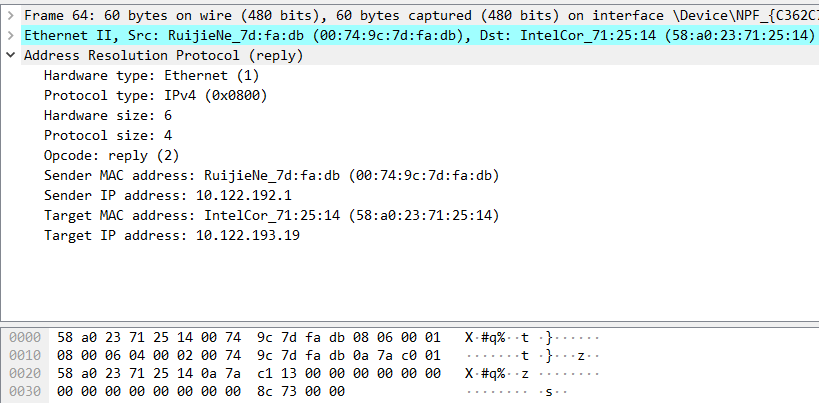 Frame 64: 60 bytes on wire (480 bits), 60 bytes captured (480 bits) on interface \Device\NPF_{C362C7
Ethernet II, Src: RuijieNe_7d:fa:db (00:74:9c:7d:fa:db), Dst: IntelCor_71:25:14 (58:a0:23:71:25:14)
Address Resolution Protocol (reply)
Hardware type: Ethernet (1)
Protocol type: IPv4 (0x0800)
Hardware size: 6
Protocol size: 4
Opcode: reply (2)
Sender MAC address: RuijieNe_7d:fa:db (00:74:9c:7d:fa:db)
Sender IP address: 10.122.192.1
Target MAC address: IntelCor_71:25:14 (58:a0:23:71:25:14)
Target IP address: 10.122.193.19
0000 58 a0 23 71 25 14 00 74 9c 7d fa db 08 06 00 01 X·#q%··t ·}······
0010 08 00 06 04 00 02 00 74 9c 7d fa db 0a 7a c0 01 ·······t ·}···z··
0020 58 a0 23 71 25 14 0a 7a c1 13 00 00 00 00 00 00 X·#q%··z ········
0030 00 00 00 00 00 00 00 00 8c 73 00 00 ········ ·s··